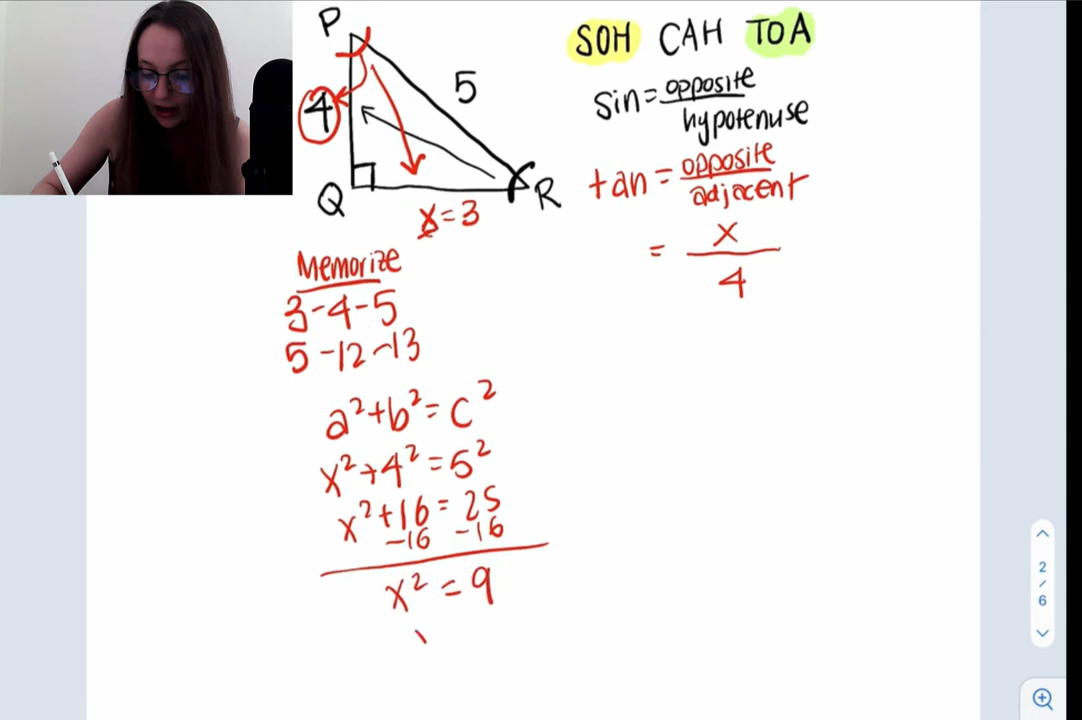 P
4
5
Q
R
x=3
SOH CAH TOA
sin=opposite/hypotenuse
tan=opposite/adjacent
=x/4
Memorize
3-4-5
5-12-13
a²+b²=c²
x²+4²=5²
x²+16=25
-16 -16
x²=9
2
/
6